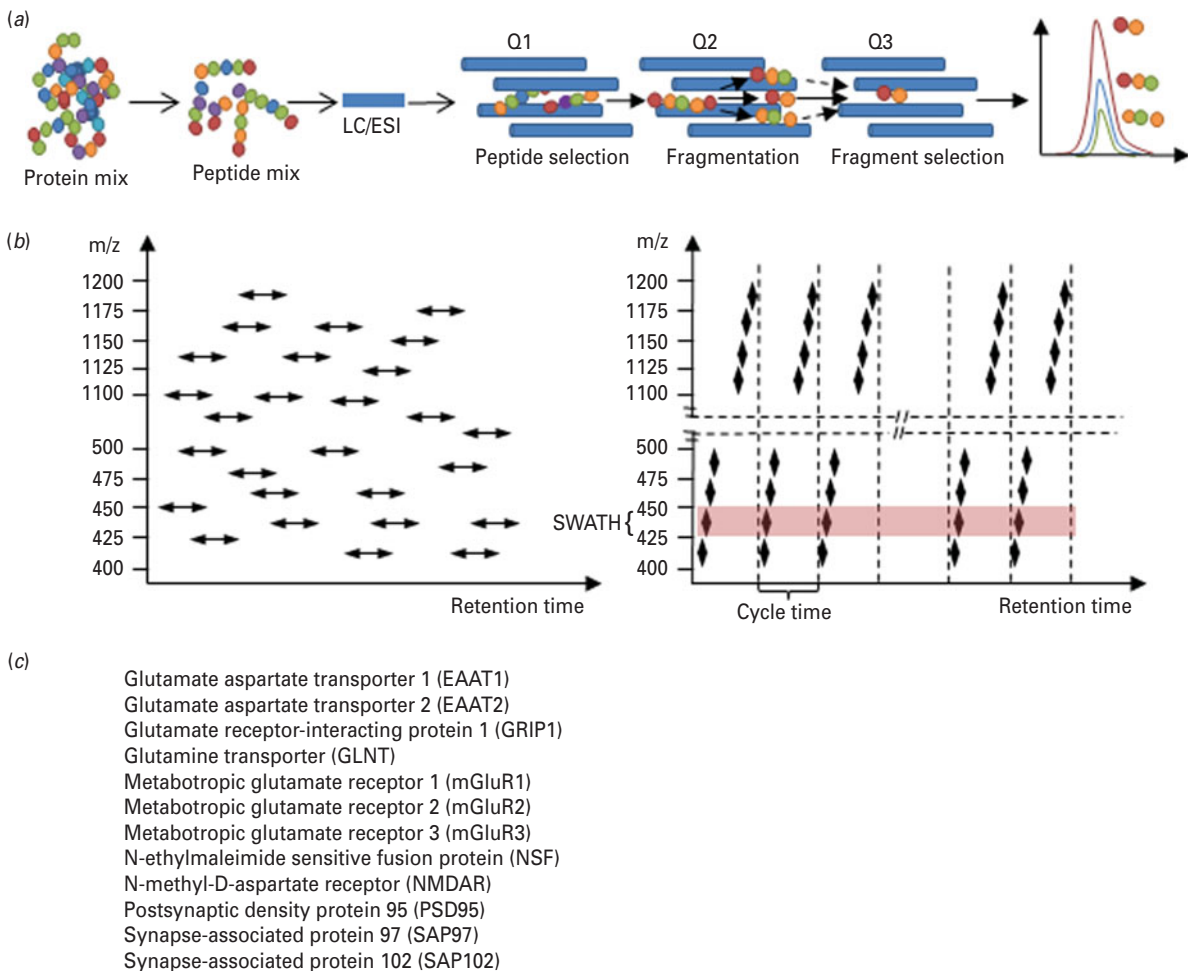 (a)
Q1 Q2 Q3
LC/ESI
Protein mix
Peptide mix
Peptide selection
Fragmentation
Fragment selection
(b)
m/z
1200
1175
1150
1125
1100
500
475
450
425
400
Retention time
m/z
1200
1175
1150
1125
1100
500
475
450
SWATH {
425
400
Cycle time
Retention time
(c)
Glutamate aspartate transporter 1 (EAAT1)
Glutamate aspartate transporter 2 (EAAT2)
Glutamate receptor-interacting protein 1 (GRIP1)
Glutamine transporter (GLNT)
Metabotropic glutamate receptor 1 (mGluR1)
Metabotropic glutamate receptor 2 (mGluR2)
Metabotropic glutamate receptor 3 (mGluR3)
N-ethylmaleimide sensitive fusion protein (NSF)
N-methyl-D-aspartate receptor (NMDAR)
Postsynaptic density protein 95 (PSD95)
Synapse-associated protein 97 (SAP97)
Synapse-associated protein 102 (SAP102)